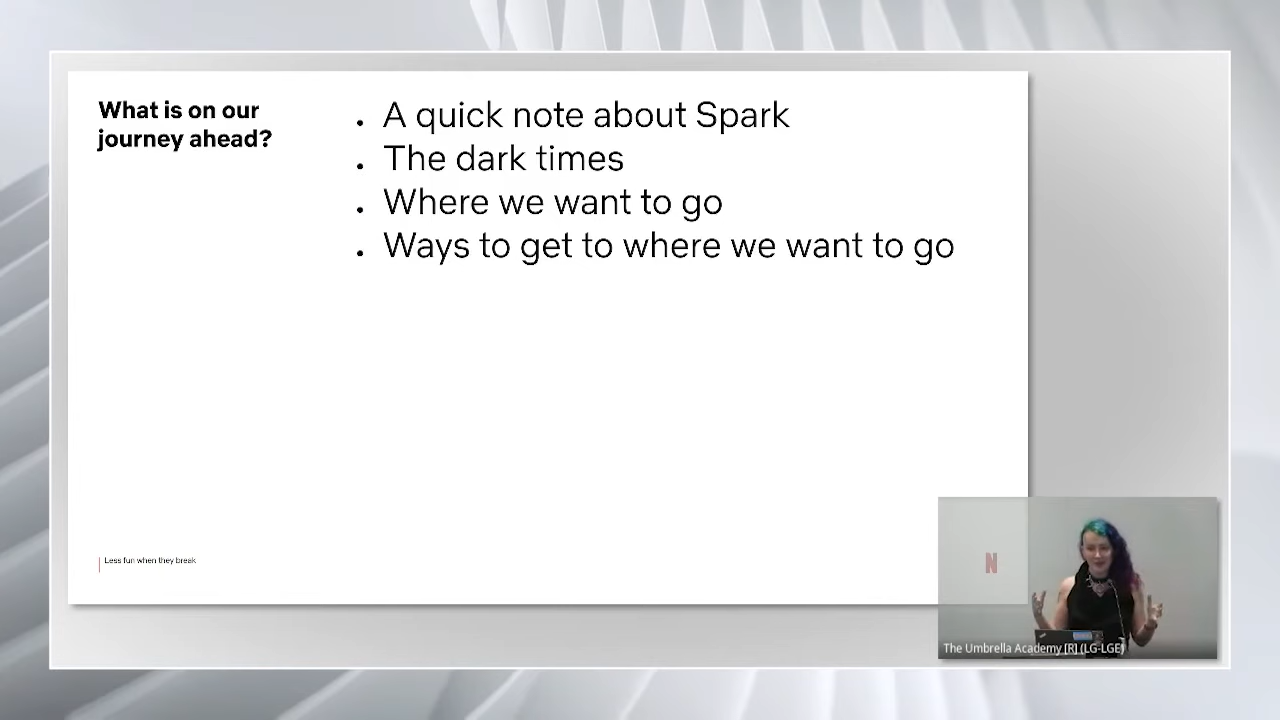 What is on our
journey ahead?
• A quick note about Spark
• The dark times
• Where we want to go
• Ways to get to where we want to go
Less fun when they break
N
The Umbrella Academy [R] (LG-LGE)